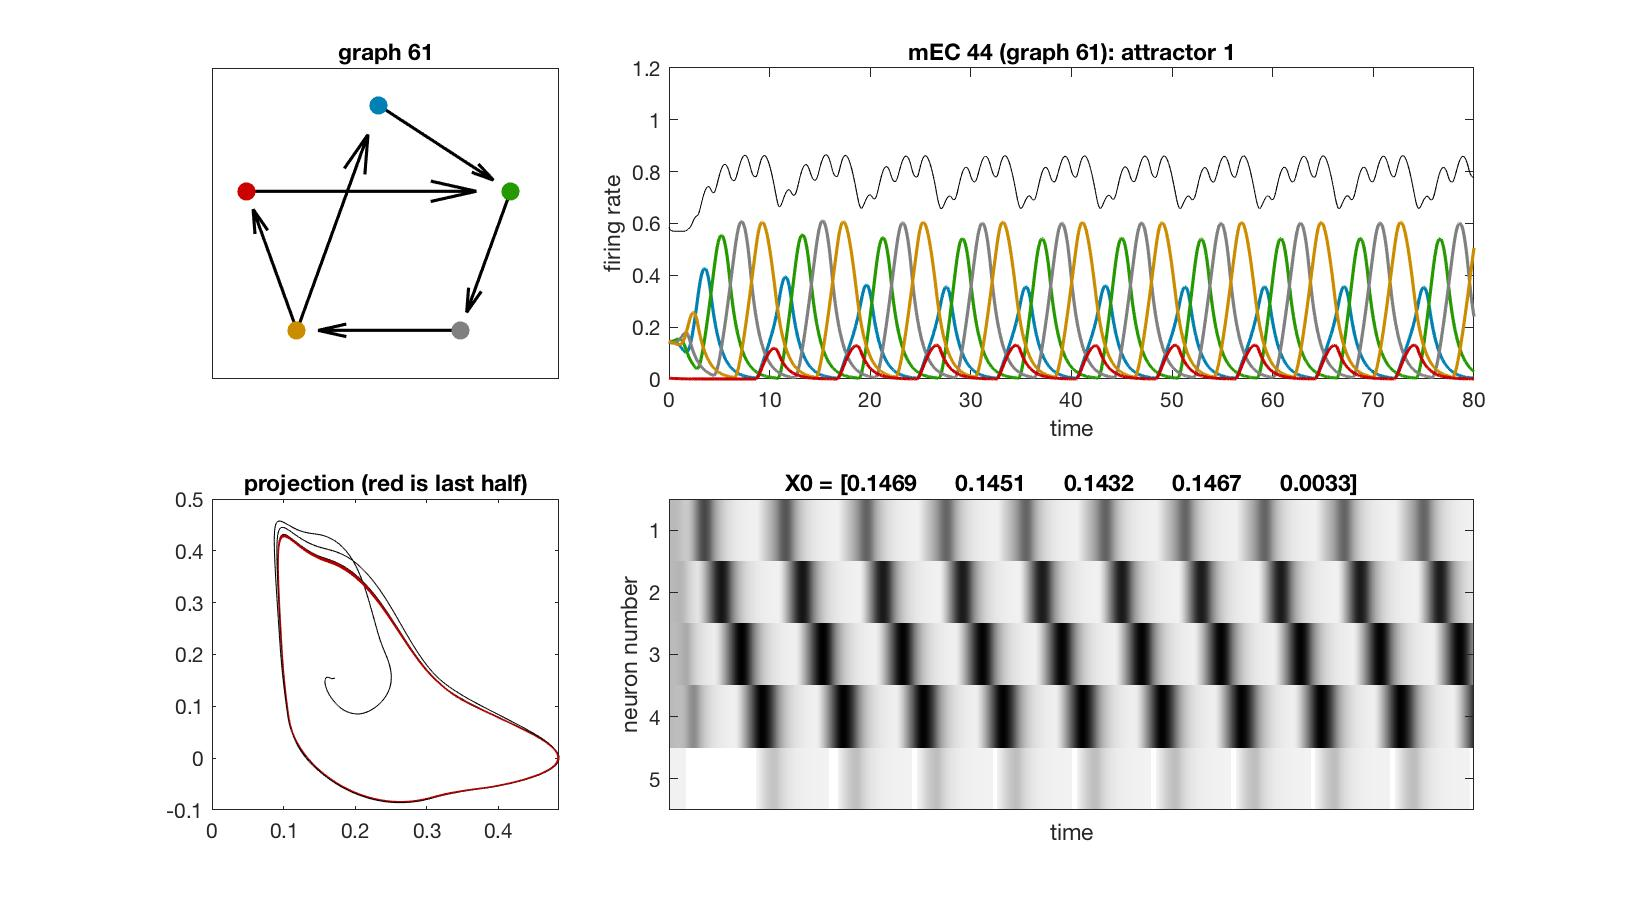 graph 61
mEC 44 (graph 61): attractor 1
1.2
1
0.8
0.6
0.4
0.2
0
firing rate
0 10 20 30 40 50 60 70 80
time
projection (red is last half)
0.5
0.4
0.3
0.2
0.1
0
-0.1
0 0.1 0.2 0.3 0.4
X0 = [0.1469 0.1451 0.1432 0.1467 0.0033]
1
2
3
4
5
neuron number
time